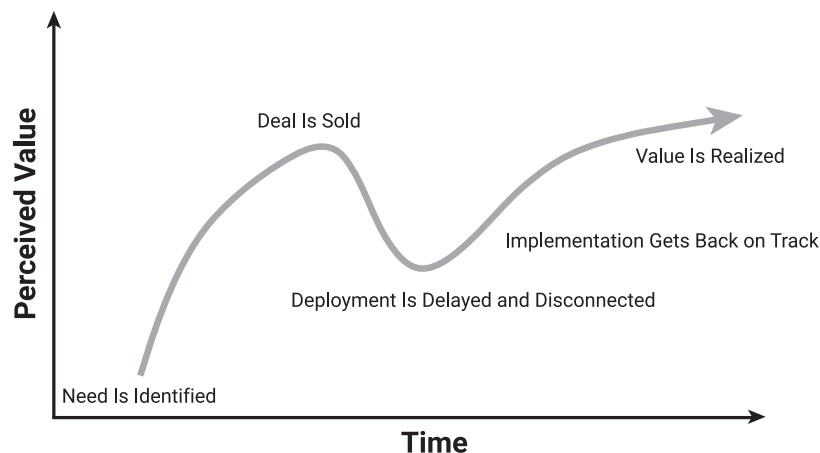 Perceived Value
Deal Is Sold
Value Is Realized
Implementation Gets Back on Track
Deployment Is Delayed and Disconnected
Need Is Identified
Time